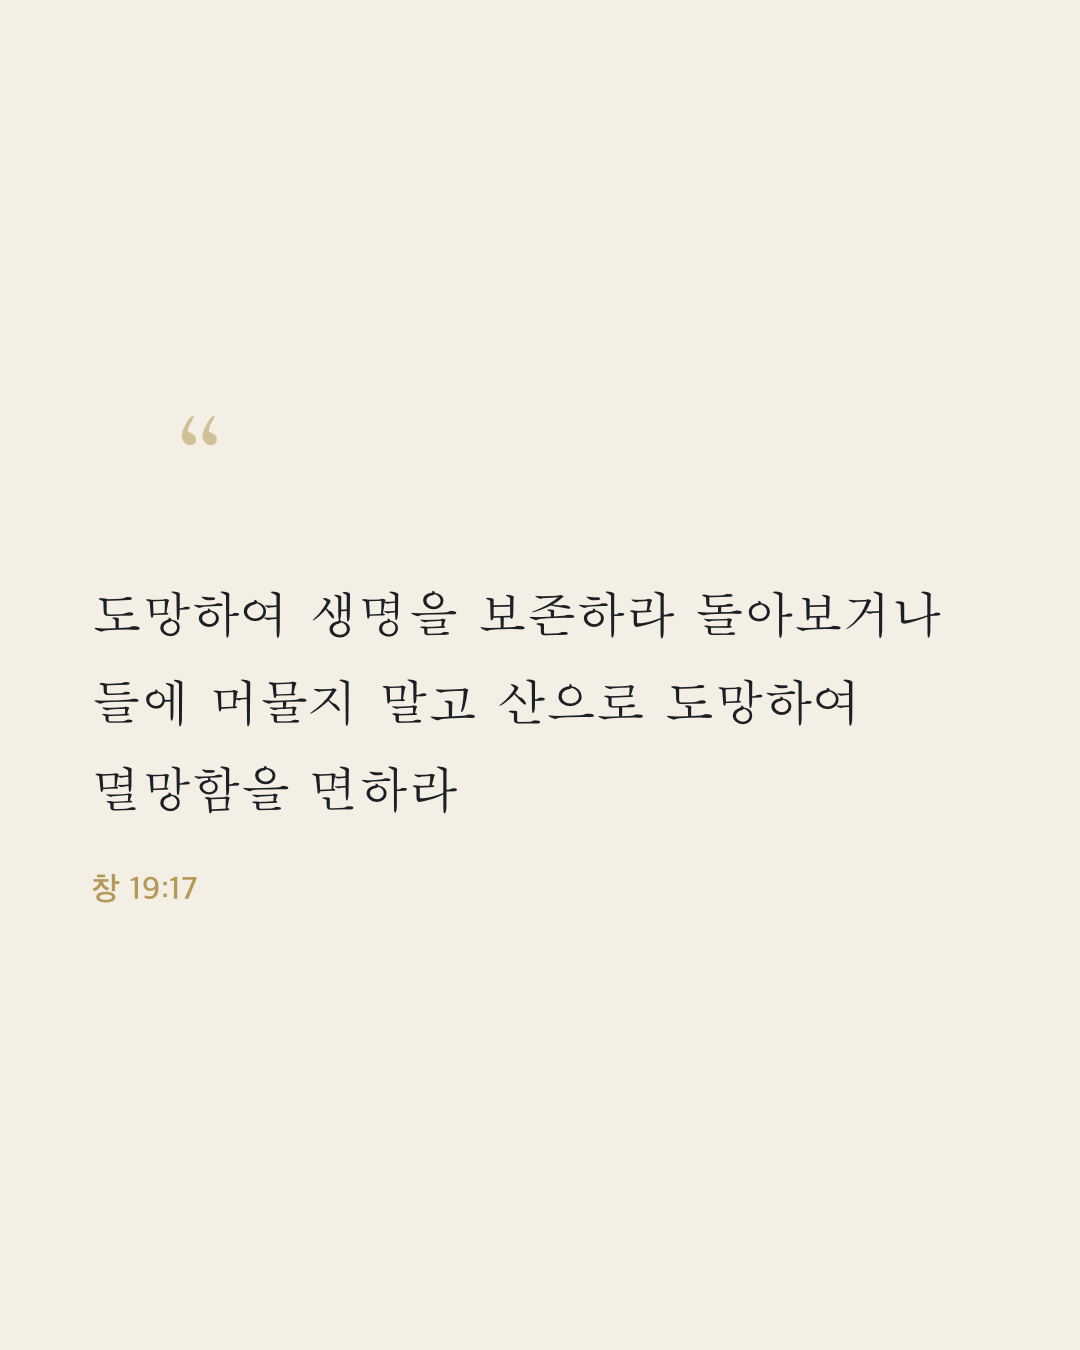 “
도망하여 생명을 보존하라 돌아보거나
들에 머물지 말고 산으로 도망하여
멸망함을 면하라
창 19:17